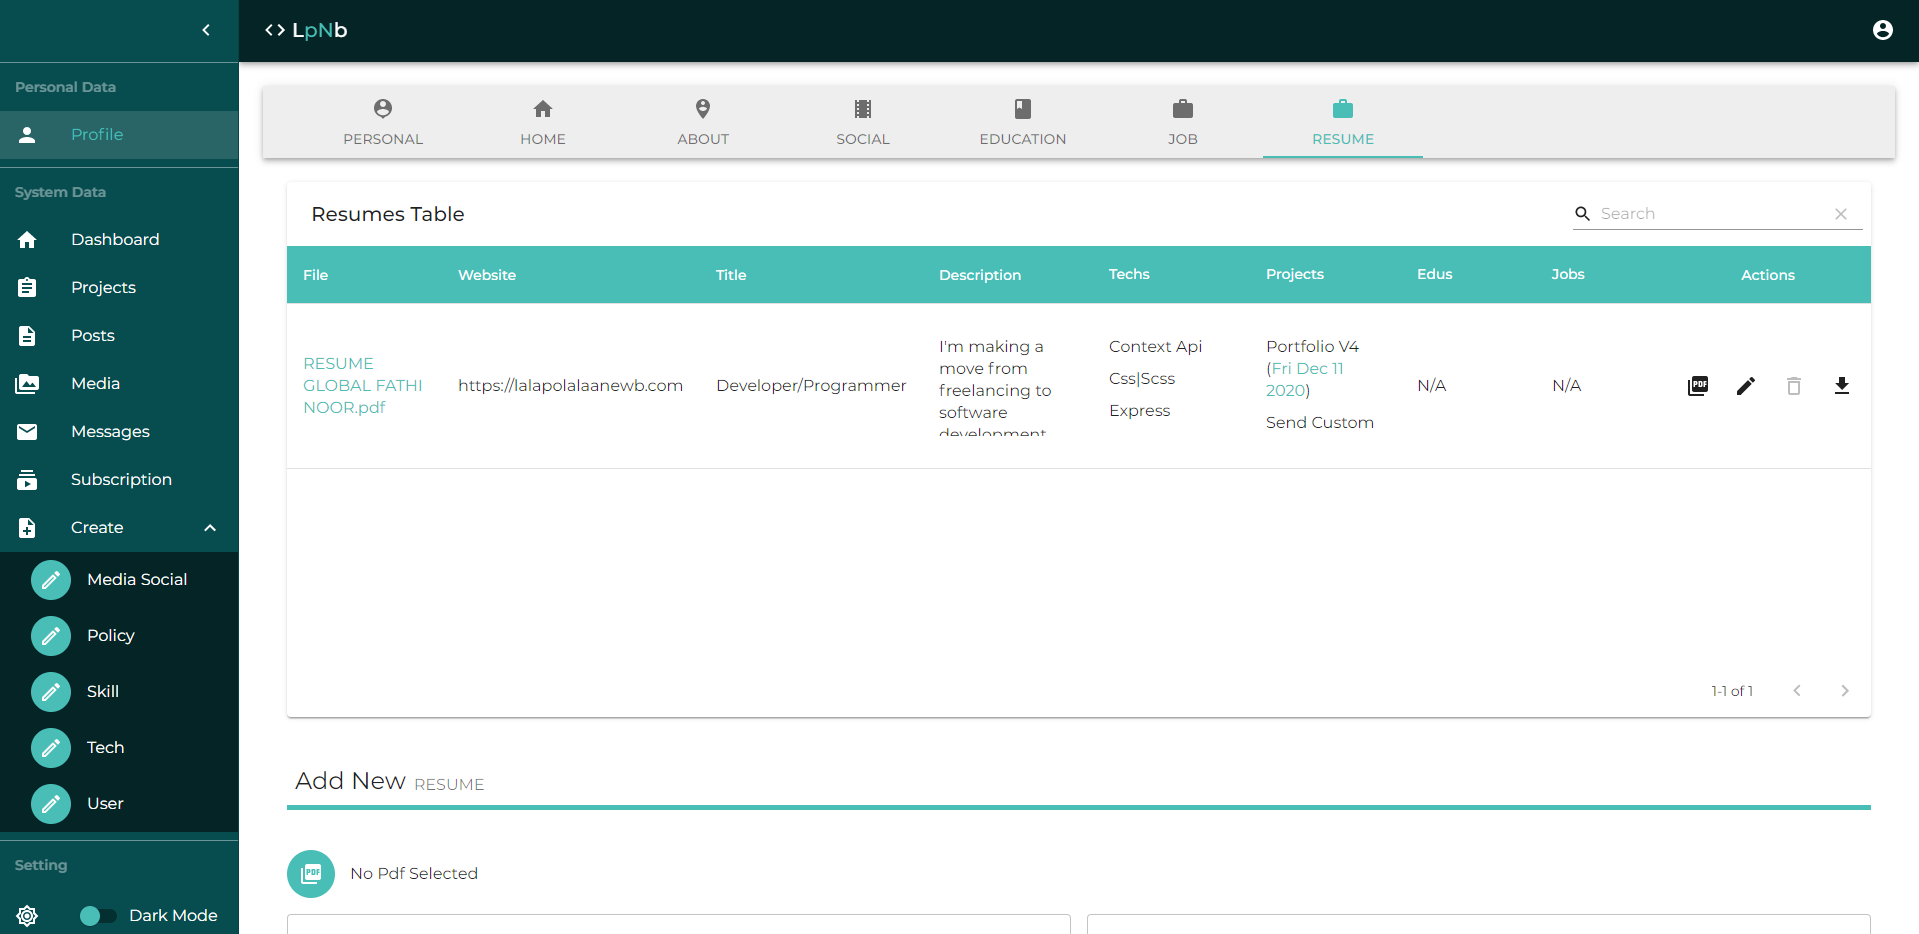 LpNb
Personal Data
Profile
System Data
Dashboard
Projects
Posts
Media
Messages
Subscription
Create
Media Social
Policy
Skill
Tech
User
Setting
Dark Mode
PERSONAL HOME ABOUT SOCIAL EDUCATION JOB RESUME
Resumes Table
Search
File Website Title Description Techs Projects Edus Jobs Actions
RESUME
GLOBAL FATHI
NOOR.pdf
https://lalapolalaanewb.com
Developer/Programmer
I'm making a
move from
freelancing to
software
development
Context Api
Css|Scss
Express
Portfolio V4
(Fri Dec 11
2020)
Send Custom
N/A
N/A
PDF
1-1 of 1
Add New RESUME
PDF
No Pdf Selected